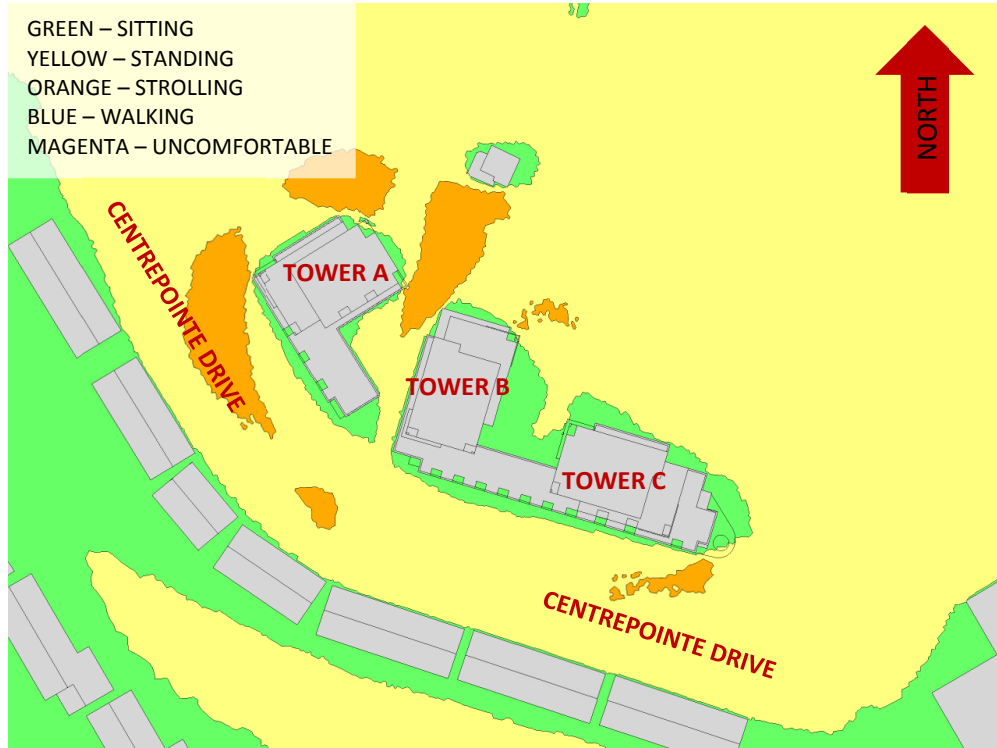 GREEN – SITTING
YELLOW – STANDING
ORANGE – STROLLING
BLUE – WALKING
MAGENTA – UNCOMFORTABLE
NORTH
CENTREPOINTE DRIVE
TOWER A
TOWER B
TOWER C
CENTREPOINTE DRIVE